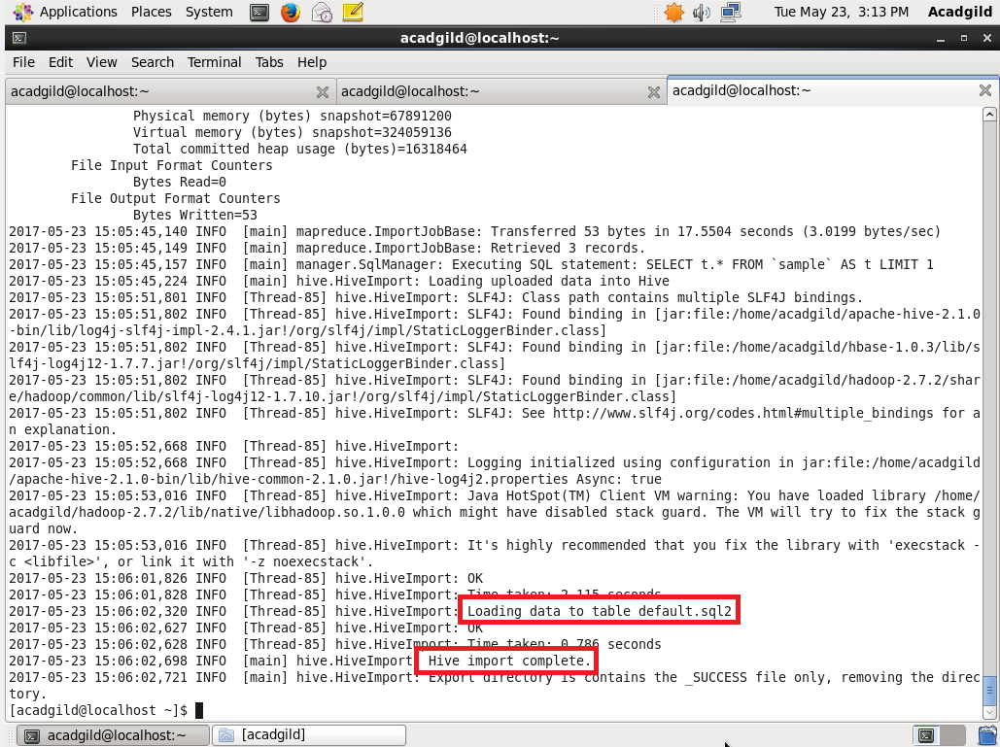 Applications Places System Tue May 23, 3:13 PM Acadgild
acadgild@localhost:~
File Edit View Search Terminal Tabs Help
acadgild@localhost:~ acadgild@localhost:~ acadgild@localhost:~
Physical memory (bytes) snapshot=67891200
Virtual memory (bytes) snapshot=324059136
Total committed heap usage (bytes)=16318464
File Input Format Counters
Bytes Read=0
File Output Format Counters
Bytes Written=53
2017-05-23 15:05:45,140 INFO  [main] mapreduce.ImportJobBase: Transferred 53 bytes in 17.5504 seconds (3.0199 bytes/sec)
2017-05-23 15:05:45,149 INFO  [main] mapreduce.ImportJobBase: Retrieved 3 records.
2017-05-23 15:05:45,157 INFO  [main] manager.SqlManager: Executing SQL statement: SELECT t.* FROM `sample` AS t LIMIT 1
2017-05-23 15:05:45,224 INFO  [main] hive.HiveImport: Loading uploaded data into Hive
2017-05-23 15:05:51,801 INFO  [Thread-85] hive.HiveImport: SLF4J: Class path contains multiple SLF4J bindings.
2017-05-23 15:05:51,802 INFO  [Thread-85] hive.HiveImport: SLF4J: Found binding in [jar:file:/home/acadgild/apache-hive-2.1.0
-bin/lib/log4j-slf4j-impl-2.4.1.jar!/org/slf4j/impl/StaticLoggerBinder.class]
2017-05-23 15:05:51,802 INFO  [Thread-85] hive.HiveImport: SLF4J: Found binding in [jar:file:/home/acadgild/hbase-1.0.3/lib/s
lf4j-log4j12-1.7.7.jar!/org/slf4j/impl/StaticLoggerBinder.class]
2017-05-23 15:05:51,802 INFO  [Thread-85] hive.HiveImport: SLF4J: Found binding in [jar:file:/home/acadgild/hadoop-2.7.2/shar
e/hadoop/common/lib/slf4j-log4j12-1.7.10.jar!/org/slf4j/impl/StaticLoggerBinder.class]
2017-05-23 15:05:51,802 INFO  [Thread-85] hive.HiveImport: SLF4J: See http://www.slf4j.org/codes.html#multiple_bindings for a
n explanation.
2017-05-23 15:05:52,668 INFO  [Thread-85] hive.HiveImport:
2017-05-23 15:05:52,668 INFO  [Thread-85] hive.HiveImport: Logging initialized using configuration in jar:file:/home/acadgild
/apache-hive-2.1.0-bin/lib/hive-common-2.1.0.jar!/hive-log4j2.properties Async: true
2017-05-23 15:05:53,016 INFO  [Thread-85] hive.HiveImport: Java HotSpot(TM) Client VM warning: You have loaded library /home/
acadgild/hadoop-2.7.2/lib/native/libhadoop.so.1.0.0 which might have disabled stack guard. The VM will try to fix the stack g
uard now.
2017-05-23 15:05:53,016 INFO  [Thread-85] hive.HiveImport: It's highly recommended that you fix the library with 'execstack -
c <libfile>', or link it with '-z noexecstack'.
2017-05-23 15:06:01,826 INFO  [Thread-85] hive.HiveImport: OK
2017-05-23 15:06:01,828 INFO  [Thread-85] hive.HiveImport: Time taken: 2.115 seconds
2017-05-23 15:06:02,320 INFO  [Thread-85] hive.HiveImport: Loading data to table default.sql2
2017-05-23 15:06:02,627 INFO  [Thread-85] hive.HiveImport: OK
2017-05-23 15:06:02,628 INFO  [Thread-85] hive.HiveImport: Time taken: 0.786 seconds
2017-05-23 15:06:02,698 INFO  [main] hive.HiveImport: Hive import complete.
2017-05-23 15:06:02,721 INFO  [main] hive.HiveImport: Export directory is contains the _SUCCESS file only, removing the direc
tory.
[acadgild@localhost ~]$
acadgild@localhost:~ [acadgild]